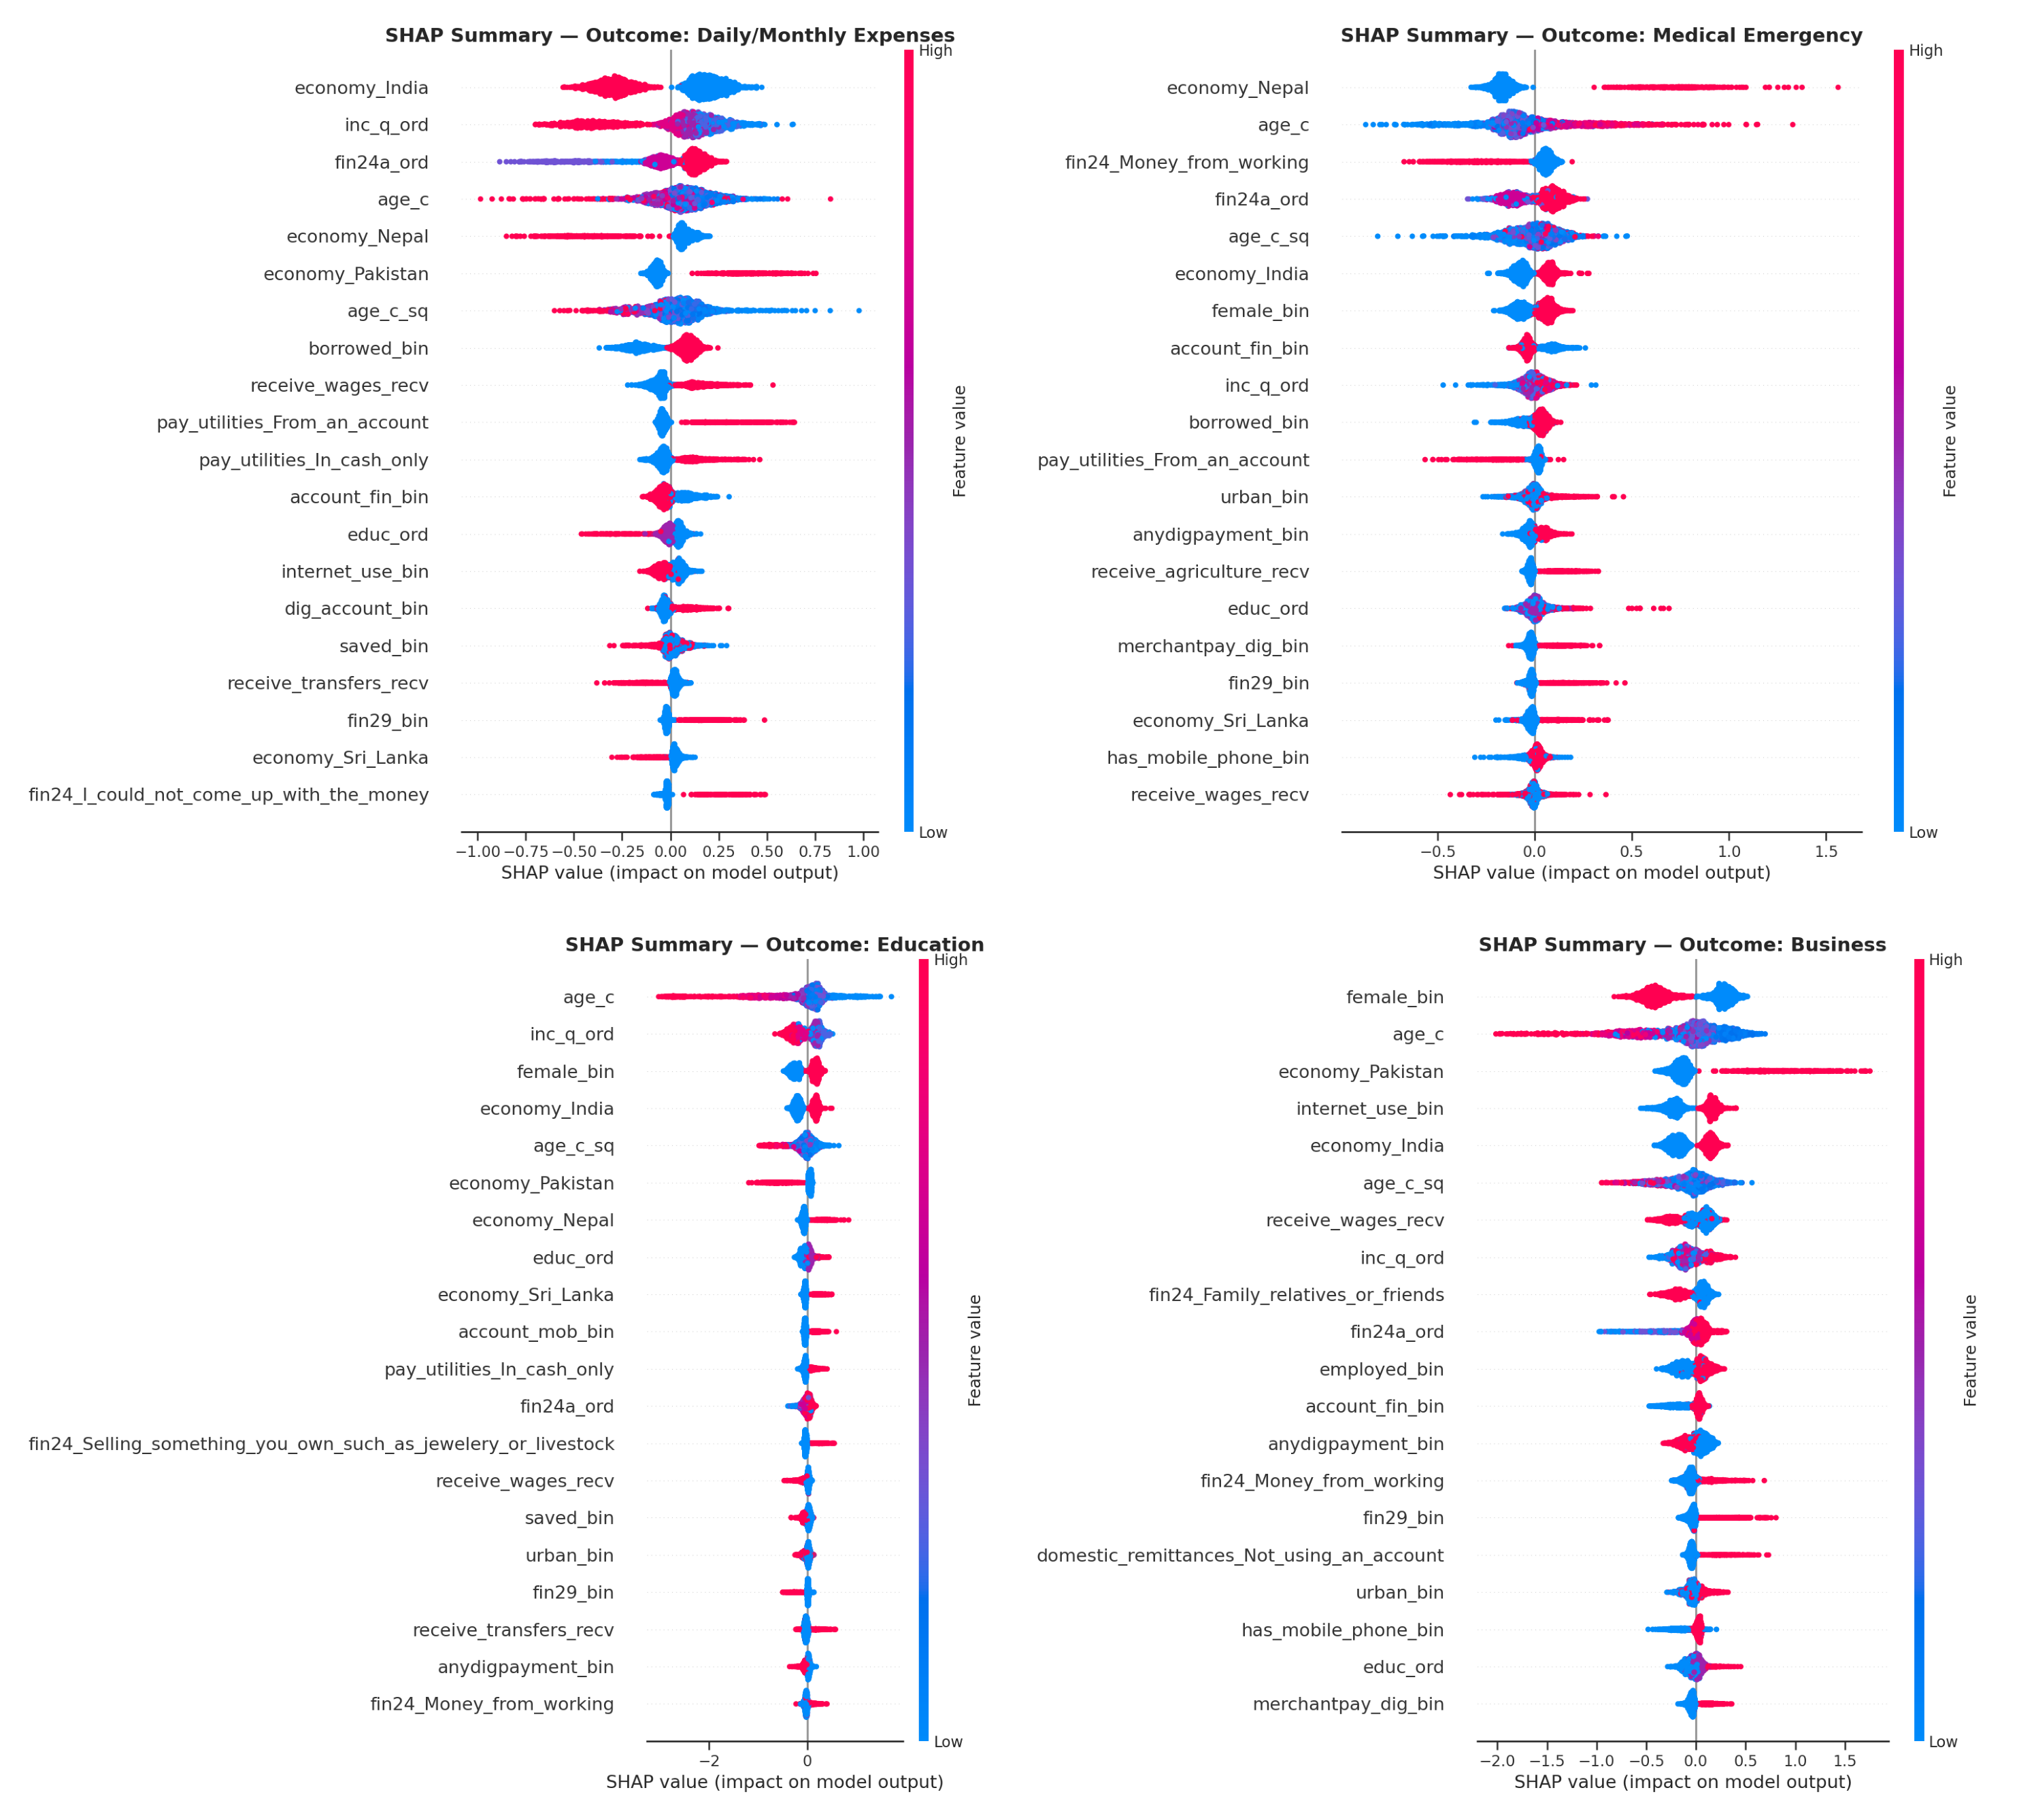 SHAP Summary — Outcome: Daily/Monthly Expenses
High
economy_India
inc_q_ord
fin24a_ord
age_c
economy_Nepal
economy_Pakistan
age_c_sq
borrowed_bin
receive_wages_recv
pay_utilities_From_an_account
pay_utilities_In_cash_only
account_fin_bin
educ_ord
internet_use_bin
dig_account_bin
saved_bin
receive_transfers_recv
fin29_bin
economy_Sri_Lanka
fin24_I_could_not_come_up_with_the_money
Feature value
Low
−1.00 −0.75 −0.50 −0.25 0.00 0.25 0.50 0.75 1.00
SHAP value (impact on model output)
SHAP Summary — Outcome: Medical Emergency
High
economy_Nepal
age_c
fin24_Money_from_working
fin24a_ord
age_c_sq
economy_India
female_bin
account_fin_bin
inc_q_ord
borrowed_bin
pay_utilities_From_an_account
urban_bin
anydigpayment_bin
receive_agriculture_recv
educ_ord
merchantpay_dig_bin
fin29_bin
economy_Sri_Lanka
has_mobile_phone_bin
receive_wages_recv
Feature value
Low
−0.5 0.0 0.5 1.0 1.5
SHAP value (impact on model output)
SHAP Summary — Outcome: Education
High
age_c
inc_q_ord
female_bin
economy_India
age_c_sq
economy_Pakistan
economy_Nepal
educ_ord
economy_Sri_Lanka
account_mob_bin
pay_utilities_In_cash_only
fin24a_ord
fin24_Selling_something_you_own_such_as_jewelery_or_livestock
receive_wages_recv
saved_bin
urban_bin
fin29_bin
receive_transfers_recv
anydigpayment_bin
fin24_Money_from_working
Feature value
Low
−2 0
SHAP value (impact on model output)
SHAP Summary — Outcome: Business
High
female_bin
age_c
economy_Pakistan
internet_use_bin
economy_India
age_c_sq
receive_wages_recv
inc_q_ord
fin24_Family_relatives_or_friends
fin24a_ord
employed_bin
account_fin_bin
anydigpayment_bin
fin24_Money_from_working
fin29_bin
domestic_remittances_Not_using_an_account
urban_bin
has_mobile_phone_bin
educ_ord
merchantpay_dig_bin
Feature value
Low
−2.0 −1.5 −1.0 −0.5 0.0 0.5 1.0 1.5
SHAP value (impact on model output)